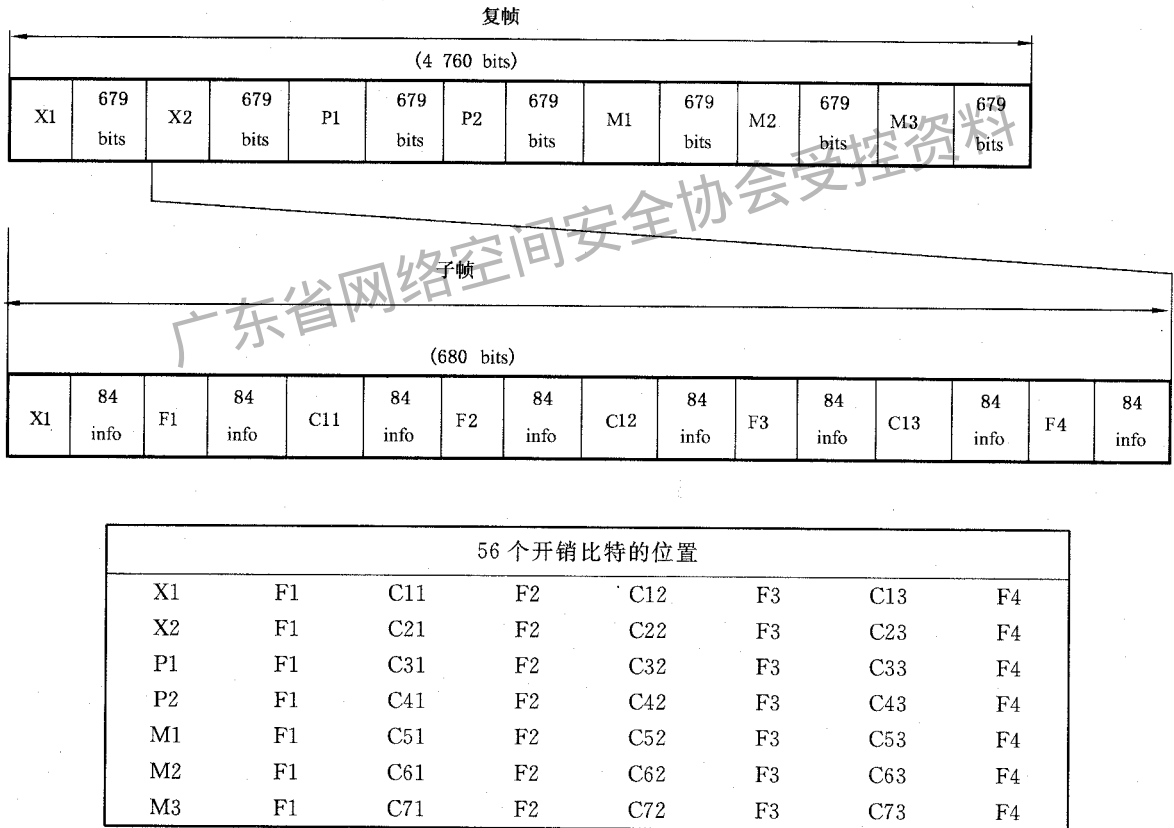 复帧
(4 760 bits)
X1 679 bits X2 679 bits P1 679 bits P2 679 bits M1 679 bits M2 679 bits M3 679 bits
广东省网络空间安全协会受控资料
子帧
(680 bits)
X1 84 info F1 84 info C11 84 info F2 84 info C12 84 info F3 84 info C13 84 info F4 84 info
56 个开销比特的位置
X1 F1 C11 F2 C12 F3 C13 F4
X2 F1 C21 F2 C22 F3 C23 F4
P1 F1 C31 F2 C32 F3 C33 F4
P2 F1 C41 F2 C42 F3 C43 F4
M1 F1 C51 F2 C52 F3 C53 F4
M2 F1 C61 F2 C62 F3 C63 F4
M3 F1 C71 F2 C72 F3 C73 F4